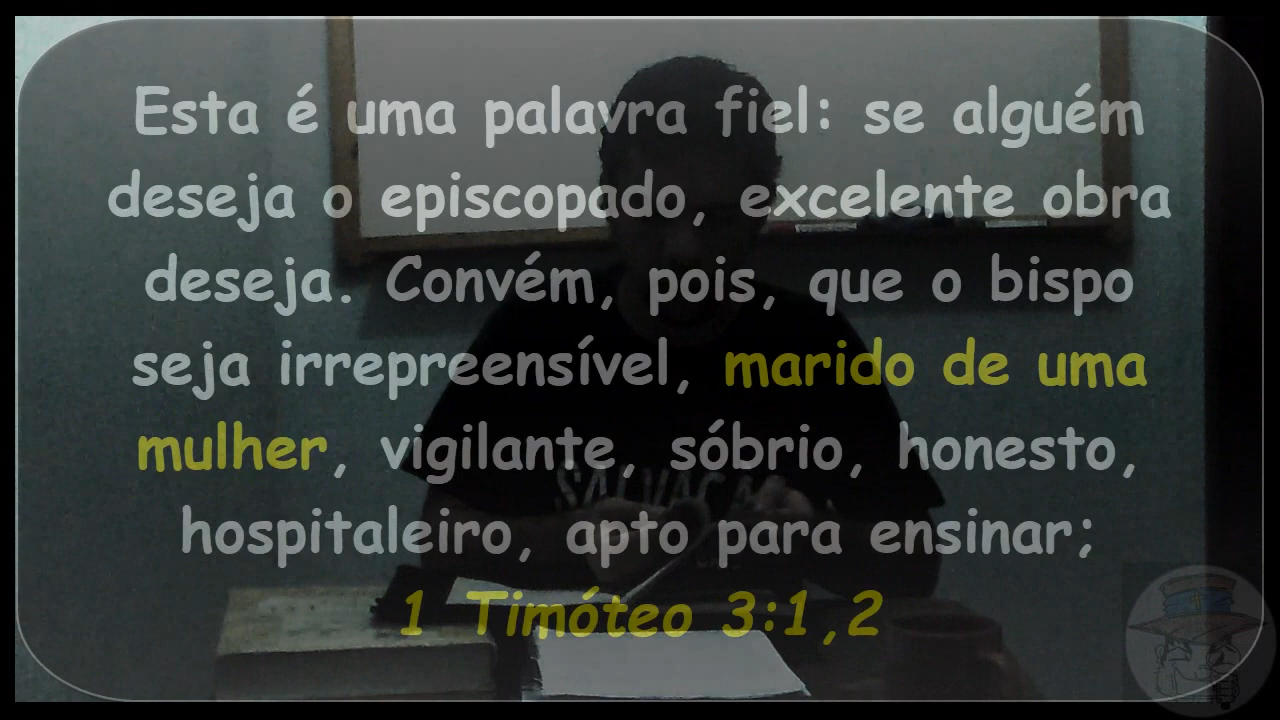 Esta é uma palavra fiel: se alguém
deseja o episcopado, excelente obra
deseja. Convém, pois, que o bispo
seja irrepreensível, marido de uma
mulher, vigilante, sóbrio, honesto,
hospitaleiro, apto para ensinar;
SALVAÇÃO
1 Timóteo 3:1,2